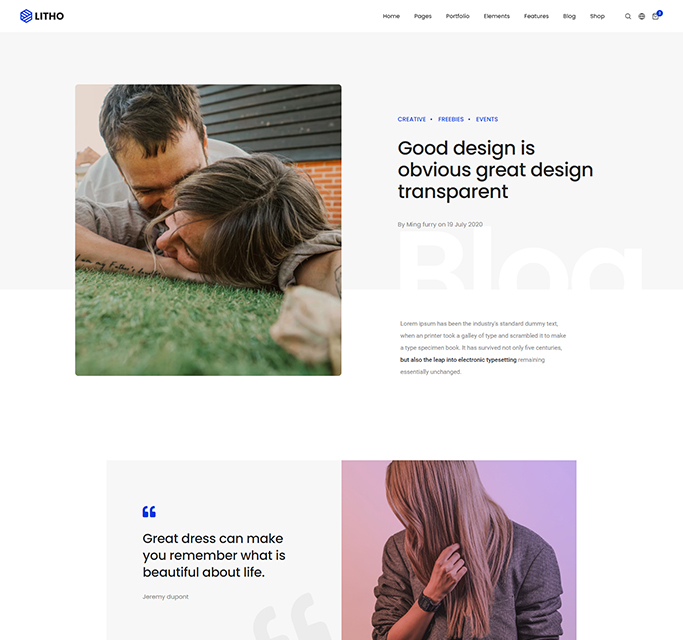 LITHO
Home Pages Portfolio Elements Features Blog Shop
CREATIVE • FREEBIES • EVENTS
Good design is
obvious great design
transparent
By Ming furry on 19 July 2020
Blog
Lorem ipsum has been the industry's standard dummy text,
when an printer took a galley of type and scrambled it to make
a type specimen book. It has survived not only five centuries,
but also the leap into electronic typesetting remaining
essentially unchanged.
Great dress can make
you remember what is
beautiful about life.
Jeremy dupont